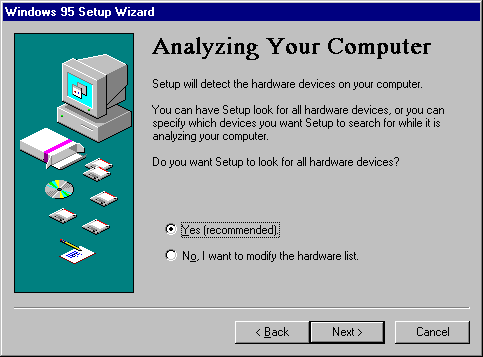 Windows 95 Setup Wizard
Analyzing Your Computer
Setup will detect the hardware devices on your computer.
You can have Setup look for all hardware devices, or you can
specify which devices you want Setup to search for while it is
analyzing your computer.
Do you want Setup to look for all hardware devices?
Yes (recommended)
No, I want to modify the hardware list.
< Back
Next >
Cancel